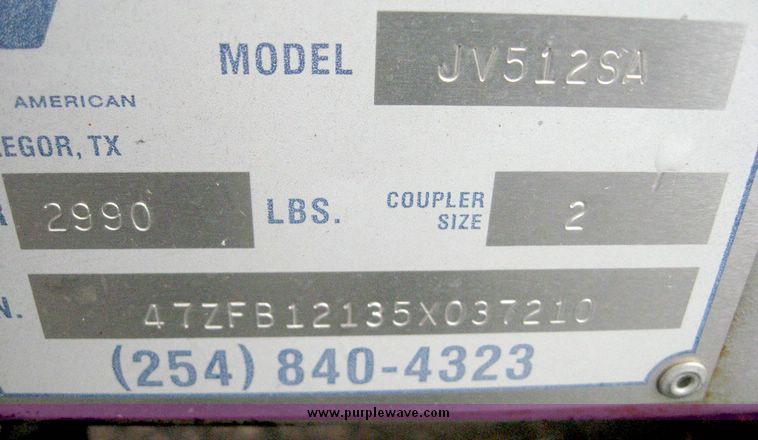 MODEL JV512SA
AMERICAN
EGOR, TX
2990 LBS. COUPLER SIZE 2
N. 47ZFB12135X037210
(254) 840-4323
www.purplewave.com